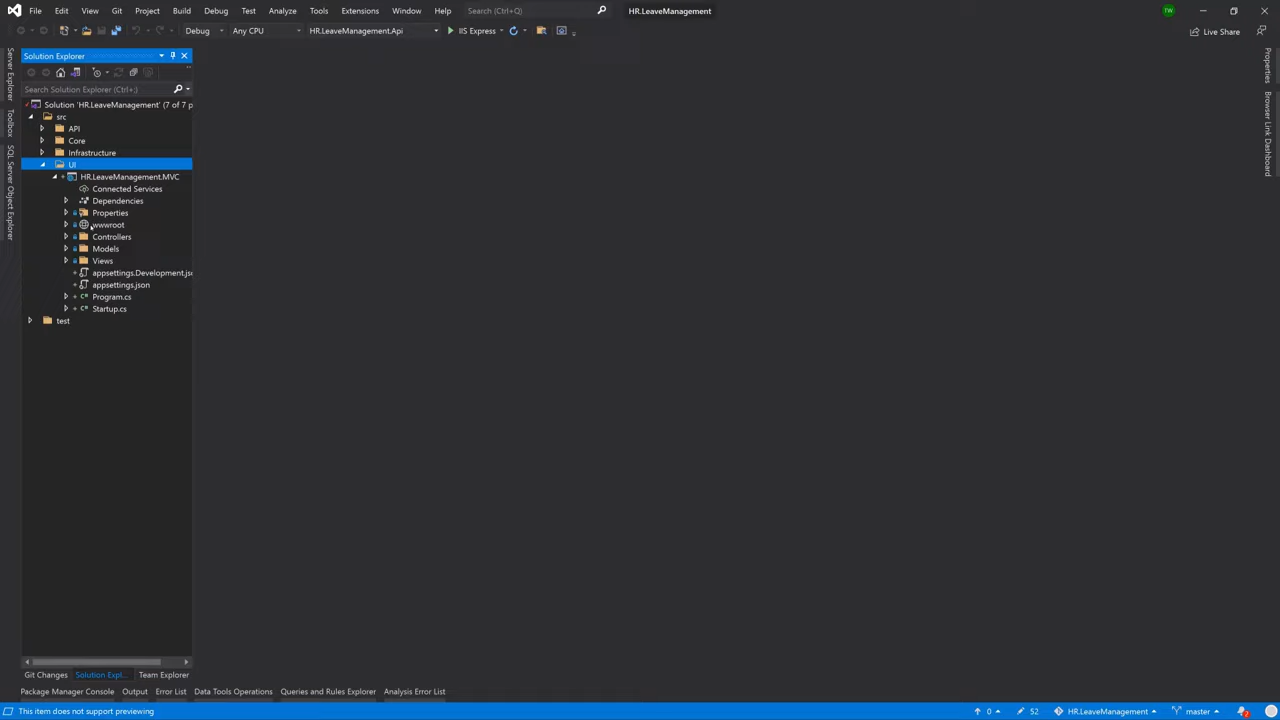 File Edit View Git Project Build Debug Test Analyze Tools Extensions Window Help Search (Ctrl+Q) HR.LeaveManagement TW
Debug Any CPU HR.LeaveManagement.Api IIS Express Live Share
Server Explorer
Toolbox
SQL Server Object Explorer
Solution Explorer
Search Solution Explorer (Ctrl+;)
Solution 'HR.LeaveManagement' (7 of 7 p
src
API
Core
Infrastructure
UI
HR.LeaveManagement.MVC
Connected Services
Dependencies
Properties
wwwroot
Controllers
Models
Views
appsettings.Development.jso
appsettings.json
Program.cs
Startup.cs
test
Properties
Browser Link Dashboard
Git Changes Solution Expl... Team Explorer
Package Manager Console Output Error List Data Tools Operations Queries and Rules Explorer Analysis Error List
This item does not support previewing 0 52 HR.LeaveManagement master 2